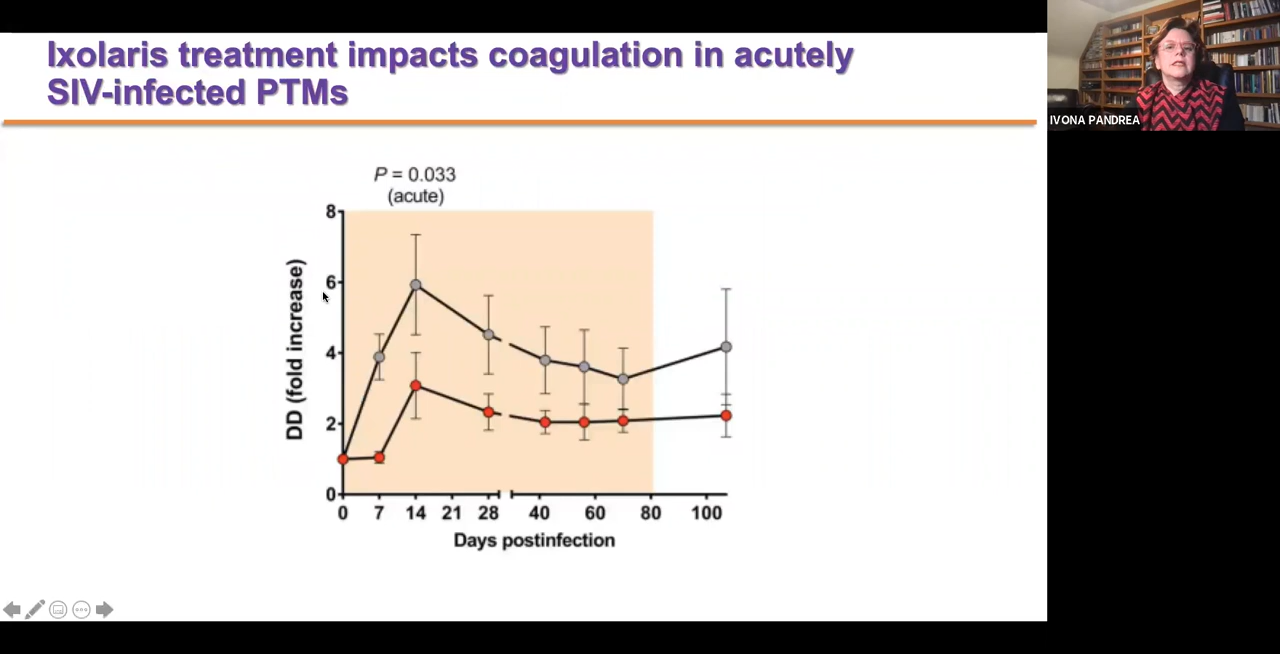 Ixolaris treatment impacts coagulation in acutely
SIV-infected PTMs
IVONA PANDREA
P = 0.033
(acute)
8
6
4
2
0
DD (fold increase)
0 7 14 21 28 40 60 80 100
Days postinfection